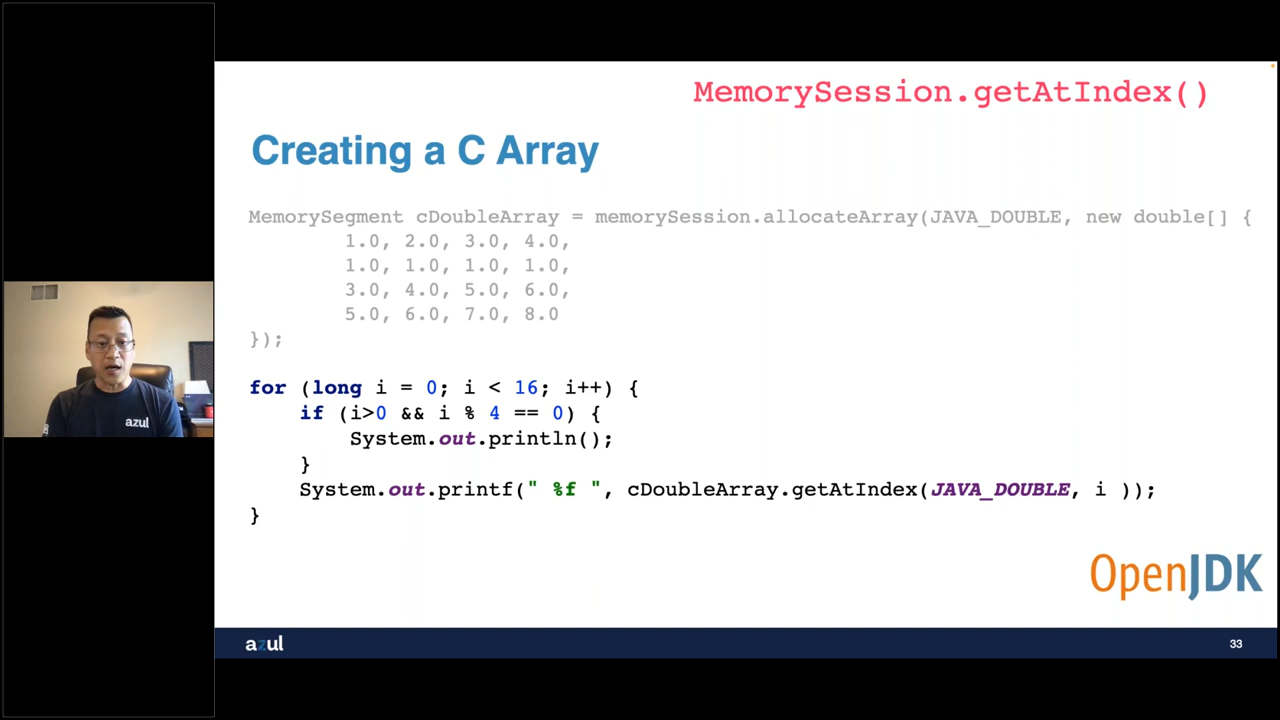 MemorySession.getAtIndex()
Creating a C Array
MemorySegment cDoubleArray = memorySession.allocateArray(JAVA_DOUBLE, new double[] {
1.0, 2.0, 3.0, 4.0,
1.0, 1.0, 1.0, 1.0,
3.0, 4.0, 5.0, 6.0,
5.0, 6.0, 7.0, 8.0
});
for (long i = 0; i < 16; i++) {
if (i>0 && i % 4 == 0) {
System.out.println();
}
System.out.printf(" %f ", cDoubleArray.getAtIndex(JAVA_DOUBLE, i ));
}
azul
OpenJDK
azul
33